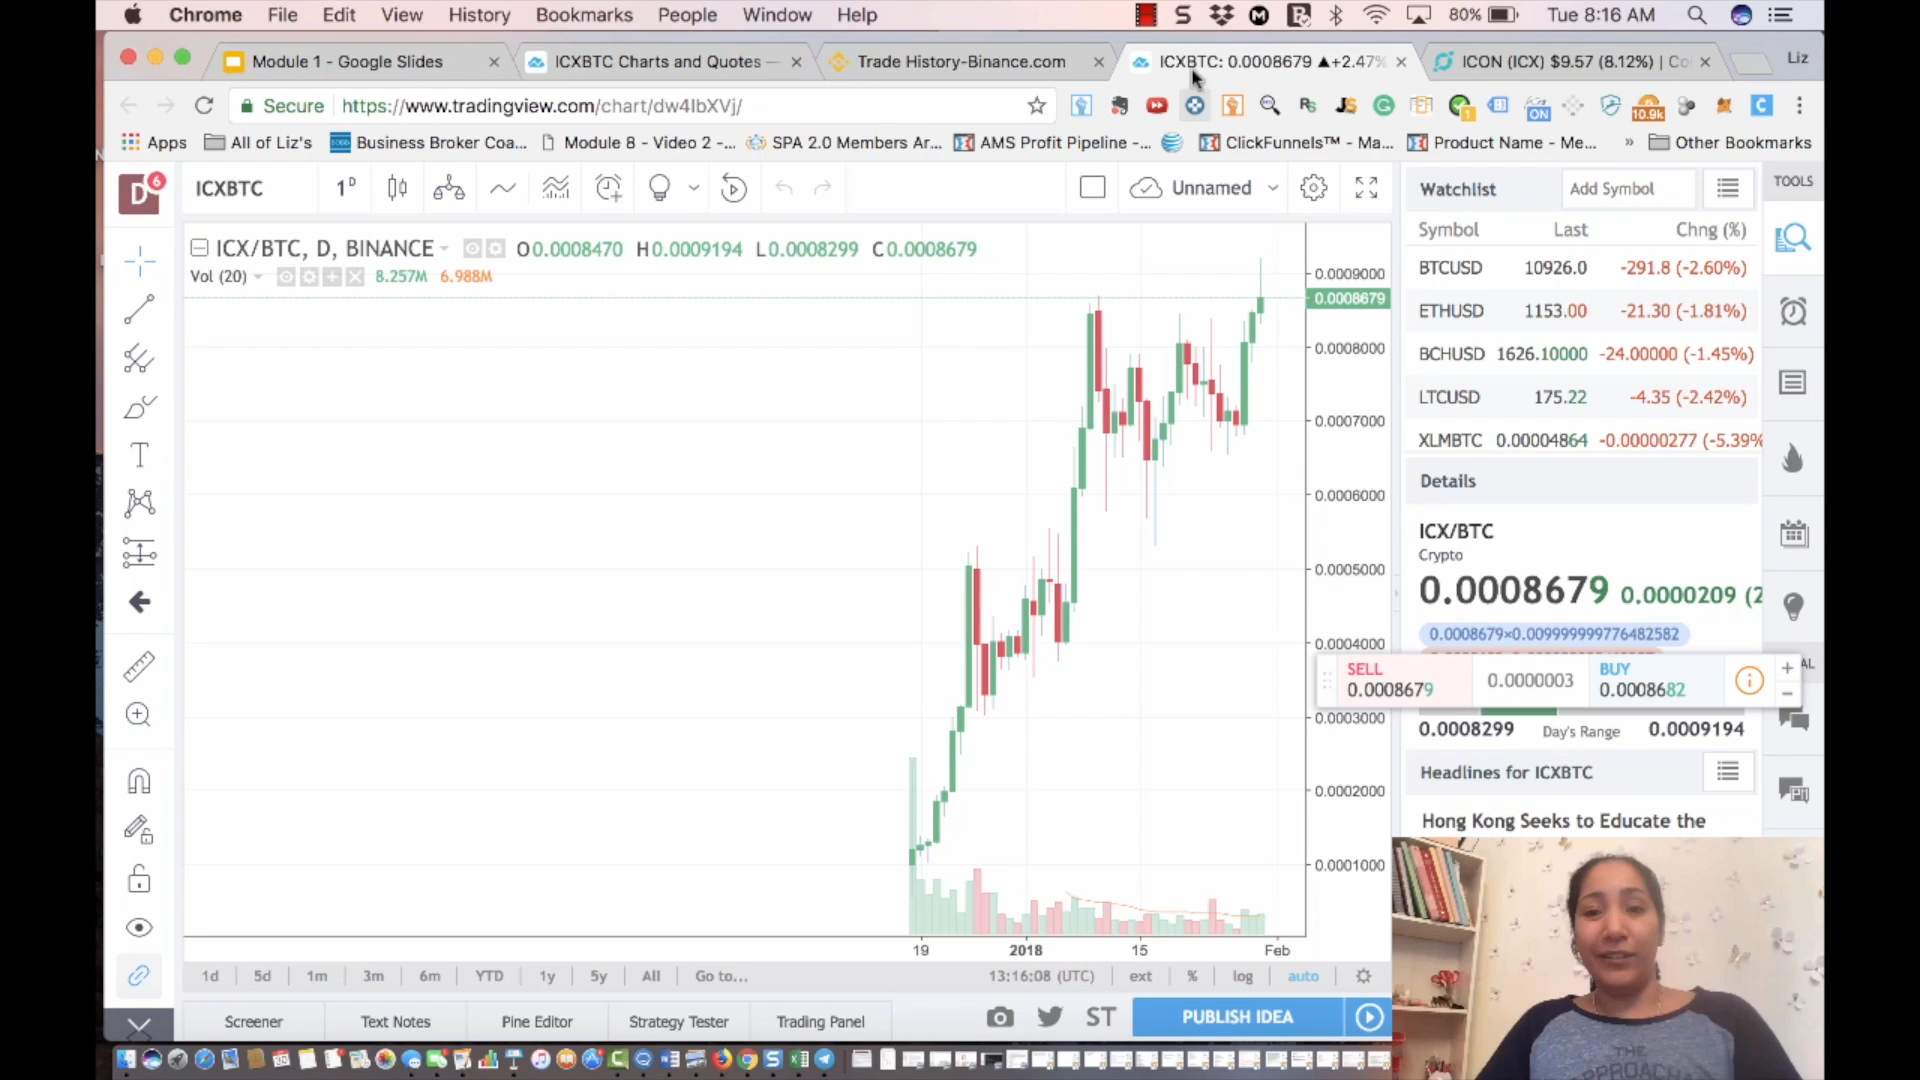 Chrome File Edit View History Bookmarks People Window Help 80% Tue 8:16 AM
Module 1 - Google Slides ICXBTC Charts and Quotes — Trade History-Binance.com ICXBTC: 0.0008679 ▲+2.47% ICON (ICX) $9.57 (8.12%) | Co Liz
Secure https://www.tradingview.com/chart/dw4IbXVj/ 1 ON 10.9k
Apps All of Liz's Business Broker Coa... Module 8 - Video 2 -... SPA 2.0 Members Ar... AMS Profit Pipeline -... ClickFunnels™ - Ma... Product Name - Me... » Other Bookmarks
D 6 ICXBTC 1D Unnamed
Watchlist Add Symbol TOOLS
ICX/BTC, D, BINANCE O0.0008470 H0.0009194 L0.0008299 C0.0008679
Vol (20) 8.257M 6.988M
Symbol Last Chng (%)
BTCUSD 10926.0 -291.8 (-2.60%)
ETHUSD 1153.00 -21.30 (-1.81%)
BCHUSD 1626.10000 -24.00000 (-1.45%)
LTCUSD 175.22 -4.35 (-2.42%)
XLMBTC 0.00004864 -0.00000277 (-5.39%
0.0009000
0.0008679
0.0008000
0.0007000
0.0006000
0.0005000
0.0004000
0.0003000
0.0002000
0.0001000
Details
ICX/BTC
Crypto
0.0008679 0.0000209 (2
0.0008679×0.009999999776482582
SELL
0.0008679
0.0000003
BUY
0.0008682
AL
0.0008299 Day's Range 0.0009194
Headlines for ICXBTC
Hong Kong Seeks to Educate the
19 2018 15 Feb
1d 5d 1m 3m 6m YTD 1y 5y All Go to... 13:16:08 (UTC) ext % log auto
Screener Text Notes Pine Editor Strategy Tester Trading Panel ST PUBLISH IDEA
THE